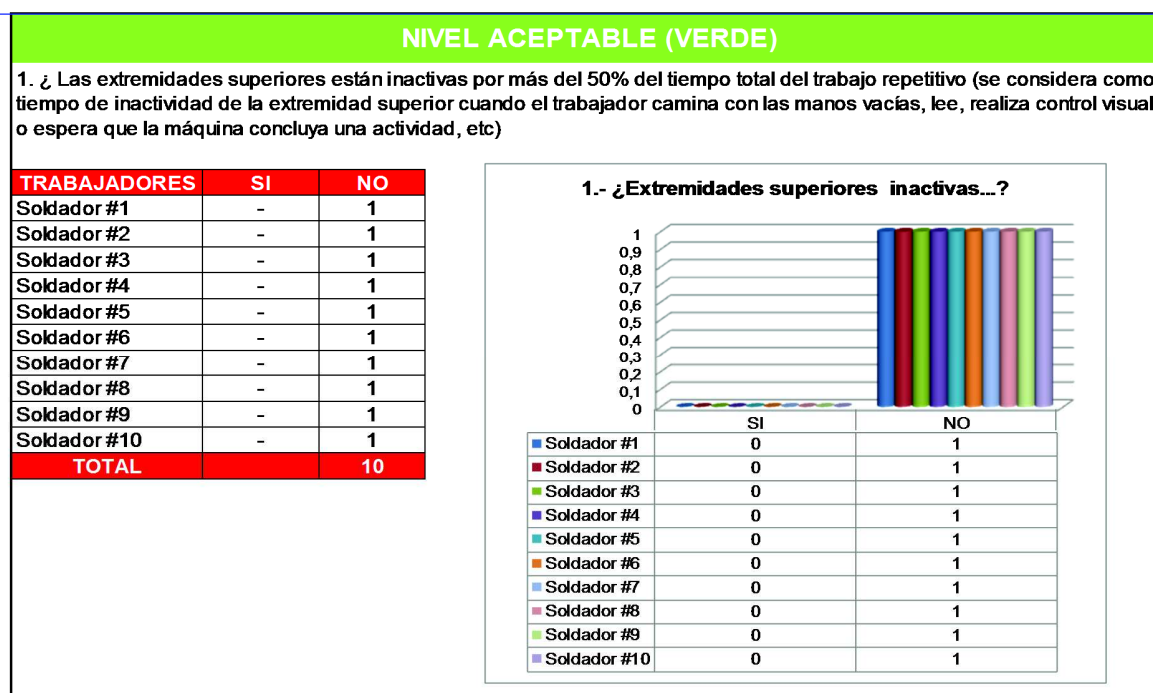 NIVEL ACEPTABLE (VERDE)
1. ¿ Las extremidades superiores están inactivas por más del 50% del tiempo total del trabajo repetitivo (se considera como
tiempo de inactividad de la extremidad superior cuando el trabajador camina con las manos vacías, lee, realiza control visual
o espera que la máquina concluya una actividad, etc)
TRABAJADORES SI NO
Soldador #1 - 1
Soldador #2 - 1
Soldador #3 - 1
Soldador #4 - 1
Soldador #5 - 1
Soldador #6 - 1
Soldador #7 - 1
Soldador #8 - 1
Soldador #9 - 1
Soldador #10 - 1
TOTAL 10
1.- ¿Extremidades superiores inactivas...?
1
0,9
0,8
0,7
0,6
0,5
0,4
0,3
0,2
0,1
0
SI NO
Soldador #1 0 1
Soldador #2 0 1
Soldador #3 0 1
Soldador #4 0 1
Soldador #5 0 1
Soldador #6 0 1
Soldador #7 0 1
Soldador #8 0 1
Soldador #9 0 1
Soldador #10 0 1